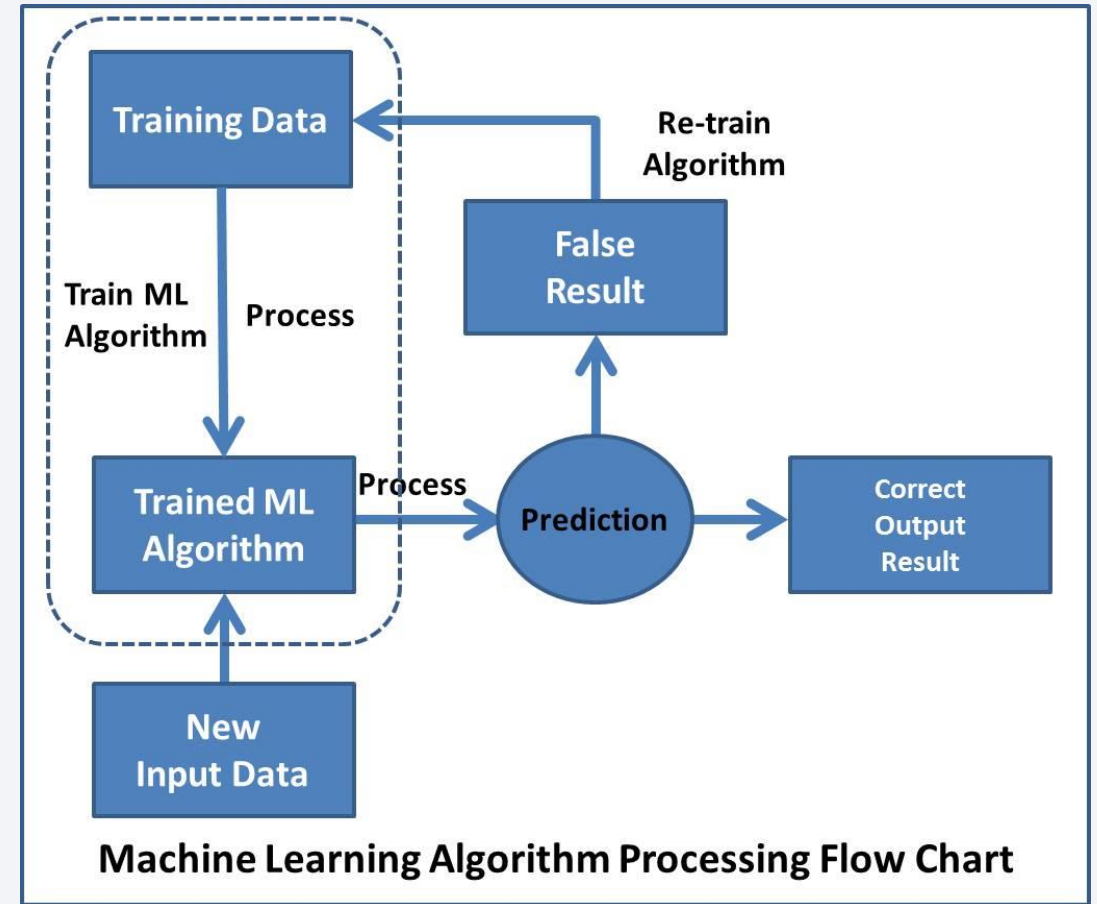 Training Data
Re-train
Algorithm
False
Result
Train ML
Algorithm
Process
Trained ML
Algorithm
Process
Prediction
Correct
Output
Result
New
Input Data
Machine Learning Algorithm Processing Flow Chart